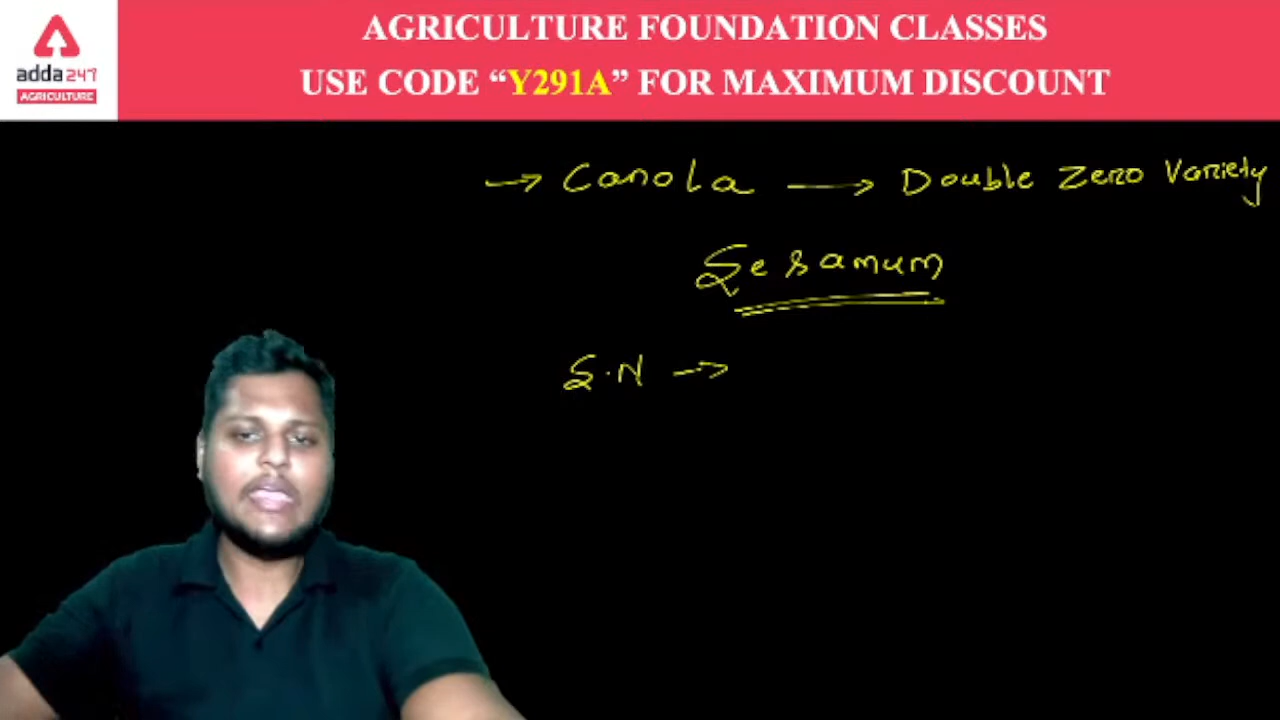 AGRICULTURE FOUNDATION CLASSES
adda247
AGRICULTURE
USE CODE “Y291A” FOR MAXIMUM DISCOUNT
→ Canola → Double Zero Variety
Sesamum
S.N →